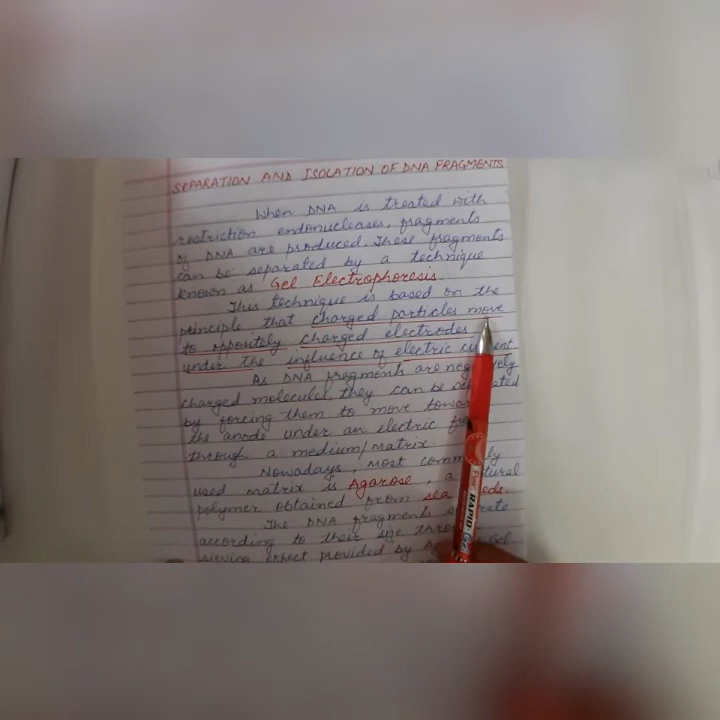 SEPARATION AND ISOLATION OF DNA FRAGMENTS
When DNA is treated with
restriction endonucleases, fragments
of DNA are produced. These fragments
can be separated by a technique
known as Gel Electrophoresis.
This technique is based on the
principle that charged particles move
to oppositely charged electrodes
under the influence of electric
As DNA fragments are
charged molecules, they can be
by forcing them to move
the anode under an electric
through a medium/matrix
Nowadays, most
used matrix is Agarose, a
polymer obtained from sea
The DNA fragments
according to their size
sieving effect provided by
RAPID